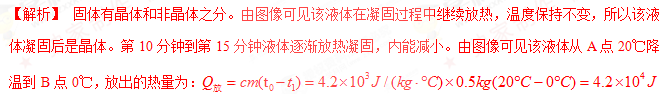 【解析】 固体有晶体和非晶体之分。由图像可见该液体在凝固过程中继续放热，温度保持不变，所以该液
体凝固后是晶体。第 10 分钟到第 15 分钟液体逐渐放热凝固，内能减小。由图像可见该液体从 A 点 20℃降
温到 B 点 0℃，放出的热量为：Q放 = cm(t₀−t₁) = 4.2×10³J/(kg·°C)×0.5kg(20°C−0°C) = 4.2×10⁴J